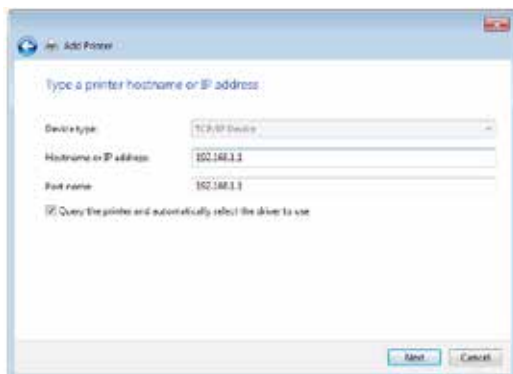 Add Printer
Type a printer hostname or IP address
Device type: TCP/IP Device
Hostname or IP address: 192.168.1.1
Port name: 192.168.1.1
Query the printer and automatically select the driver to use
Next Cancel